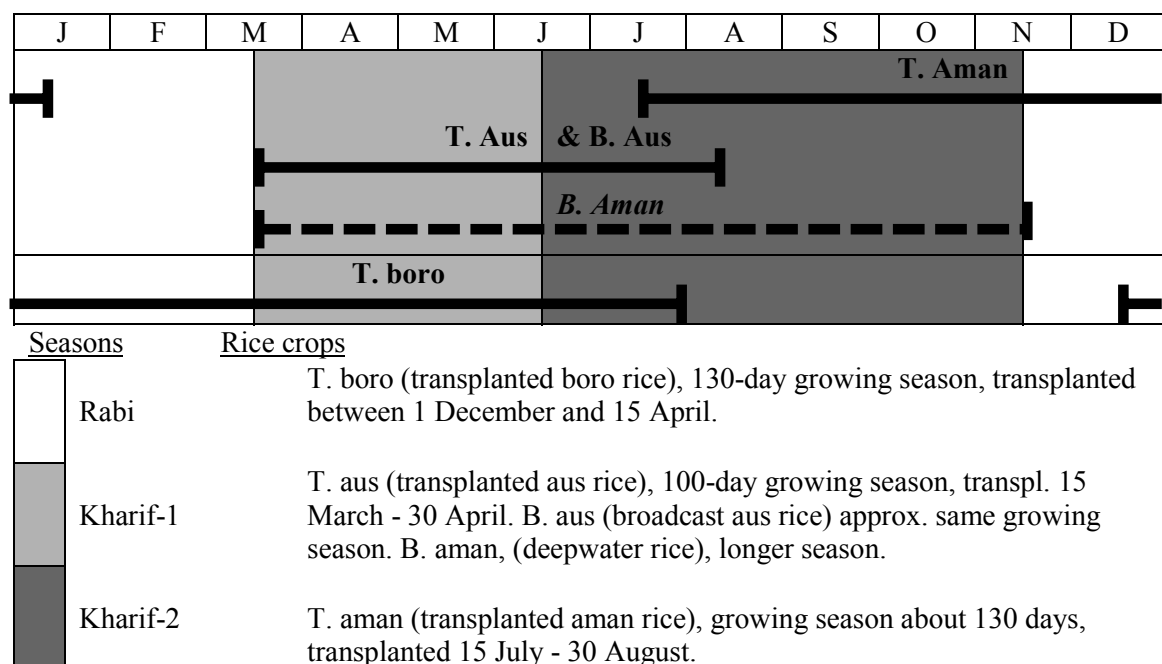 J F M A M J J A S O N D
T. Aman
T. Aus & B. Aus
B. Aman
T. boro
Seasons Rice crops
T. boro (transplanted boro rice), 130-day growing season, transplanted
Rabi between 1 December and 15 April.
T. aus (transplanted aus rice), 100-day growing season, transpl. 15
Kharif-1 March - 30 April. B. aus (broadcast aus rice) approx. same growing
season. B. aman, (deepwater rice), longer season.
Kharif-2 T. aman (transplanted aman rice), growing season about 130 days,
transplanted 15 July - 30 August.